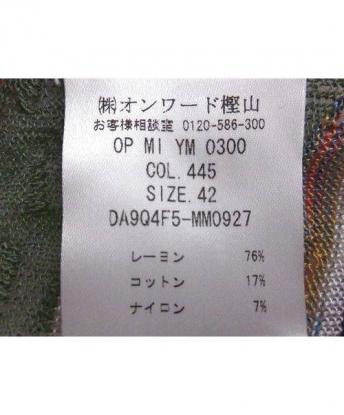 ㈱オンワード樫山
お客様相談室 0120-586-300
OP MI YM 0300
COL. 445
SIZE. 42
DA9Q4F5-MM0927
レーヨン 76%
コットン 17%
ナイロン 7%